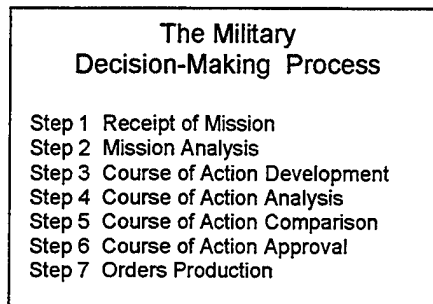 The Military
Decision-Making Process
Step 1 Receipt of Mission
Step 2 Mission Analysis
Step 3 Course of Action Development
Step 4 Course of Action Analysis
Step 5 Course of Action Comparison
Step 6 Course of Action Approval
Step 7 Orders Production